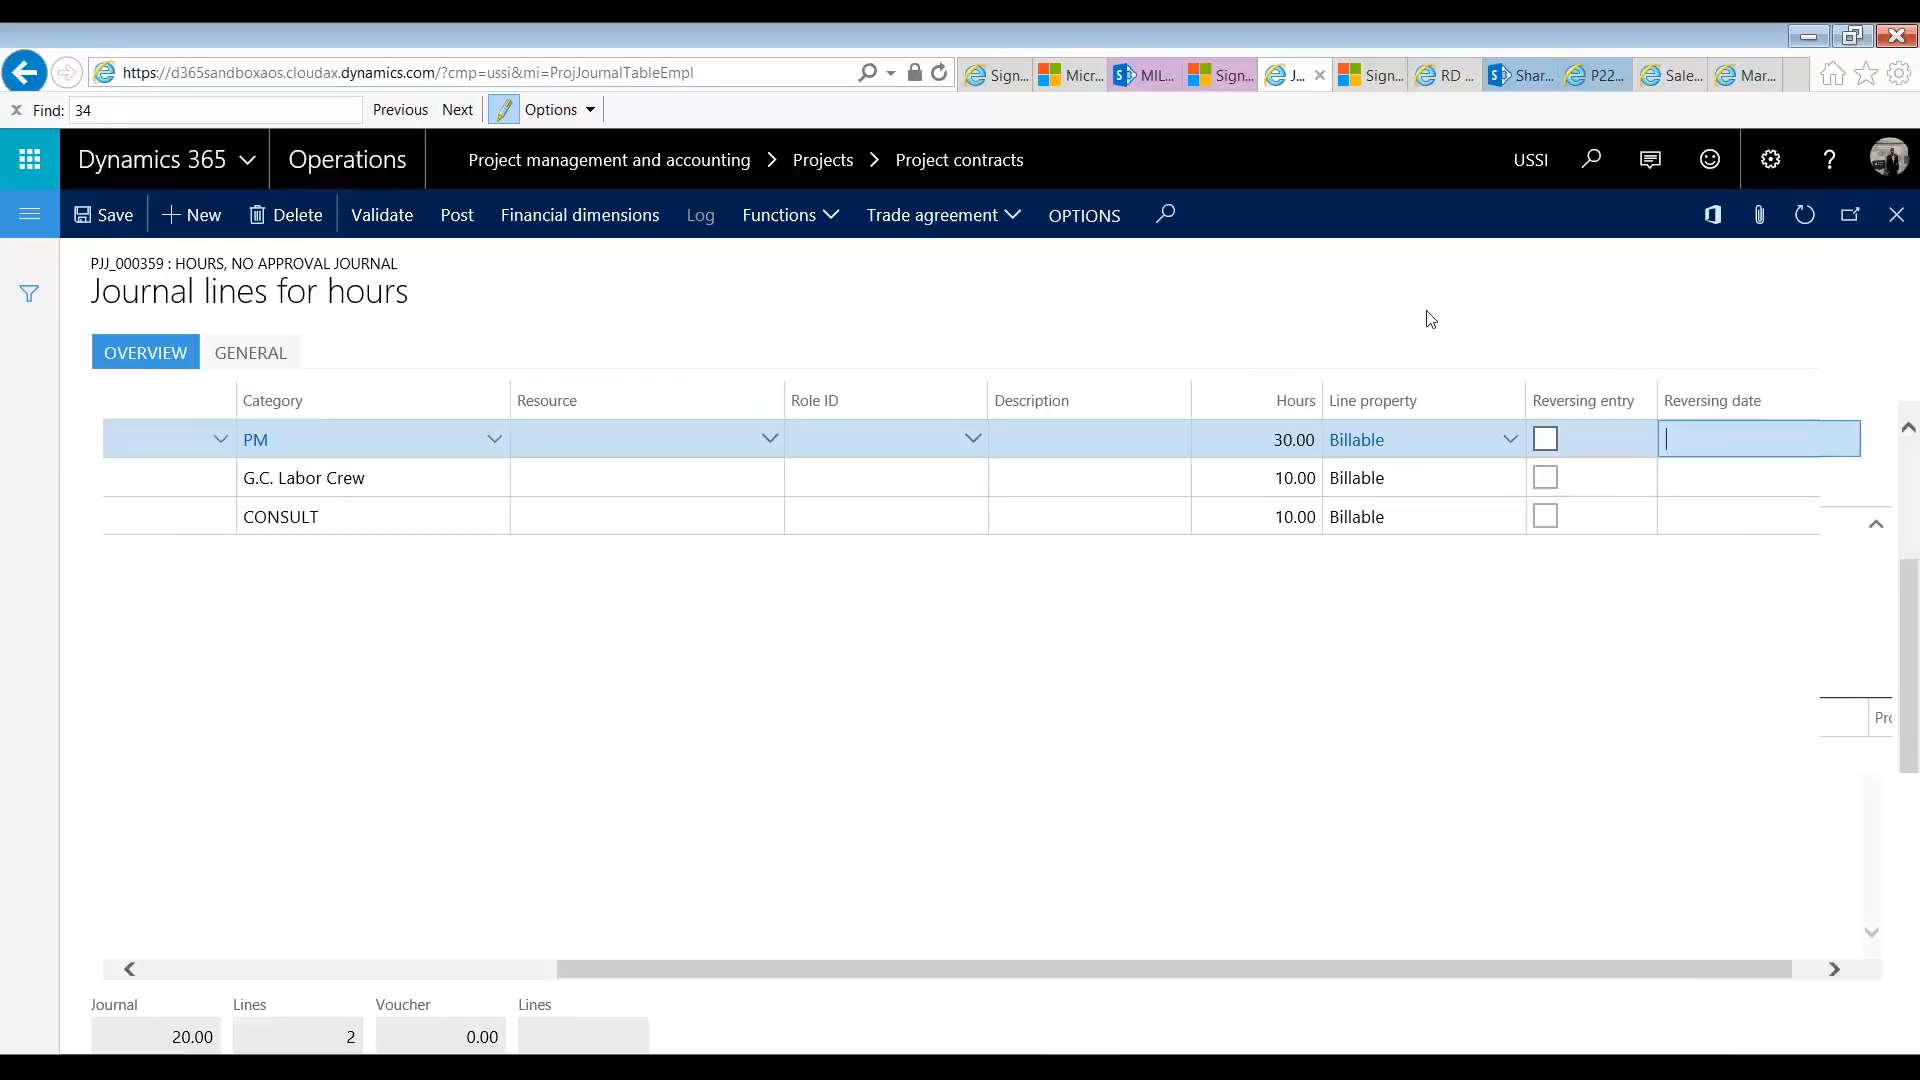 https://d365sandboxaos.cloudax.dynamics.com/?cmp=ussi&mi=ProjJournalTableEmpl
Sign... Micr... MIL... Sign... J... Sign... RD ... Shar... P22... Sale... Mar...
x Find: 34 Previous Next Options
Dynamics 365 Operations Project management and accounting > Projects > Project contracts USSI ?
Save + New Delete Validate Post Financial dimensions Log Functions Trade agreement OPTIONS
PJJ_000359 : HOURS, NO APPROVAL JOURNAL
Journal lines for hours
OVERVIEW GENERAL
Category Resource Role ID Description Hours Line property Reversing entry Reversing date
PM 30.00 Billable
G.C. Labor Crew 10.00 Billable
CONSULT 10.00 Billable
Journal Lines Voucher Lines
20.00 2 0.00